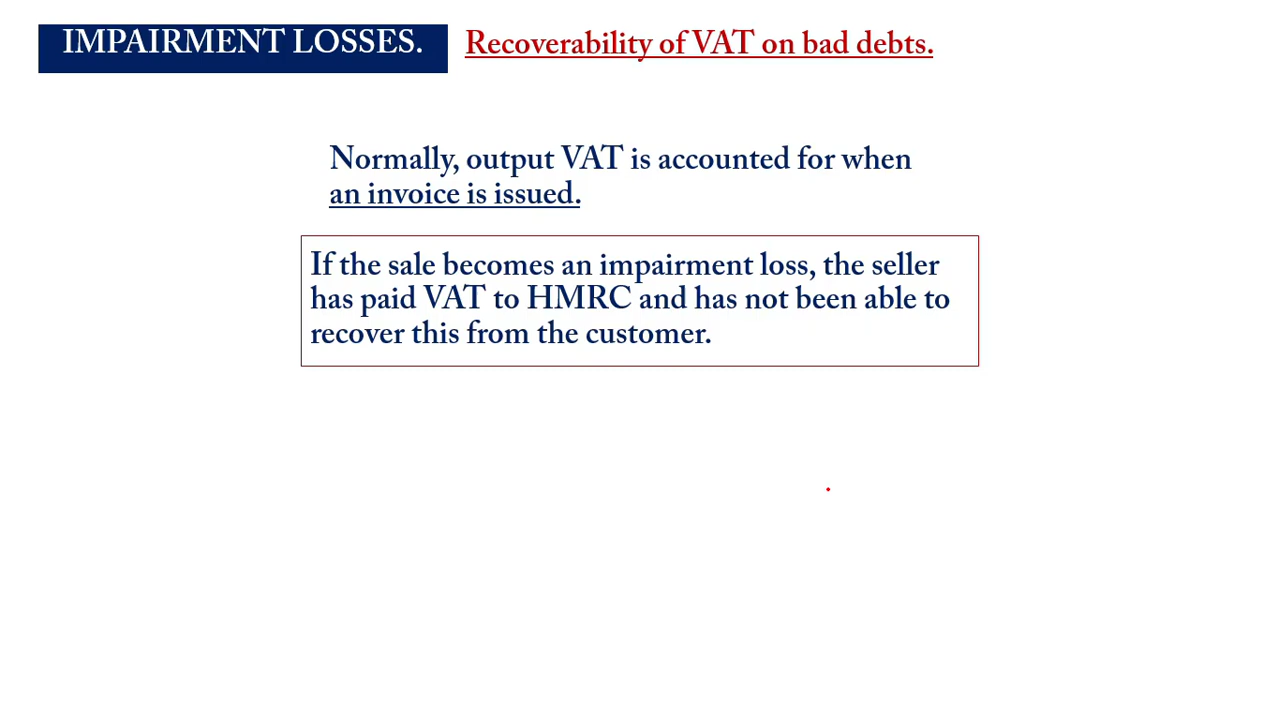 IMPAIRMENT LOSSES.
Recoverability of VAT on bad debts.
Normally, output VAT is accounted for when
an invoice is issued.
If the sale becomes an impairment loss, the seller
has paid VAT to HMRC and has not been able to
recover this from the customer.